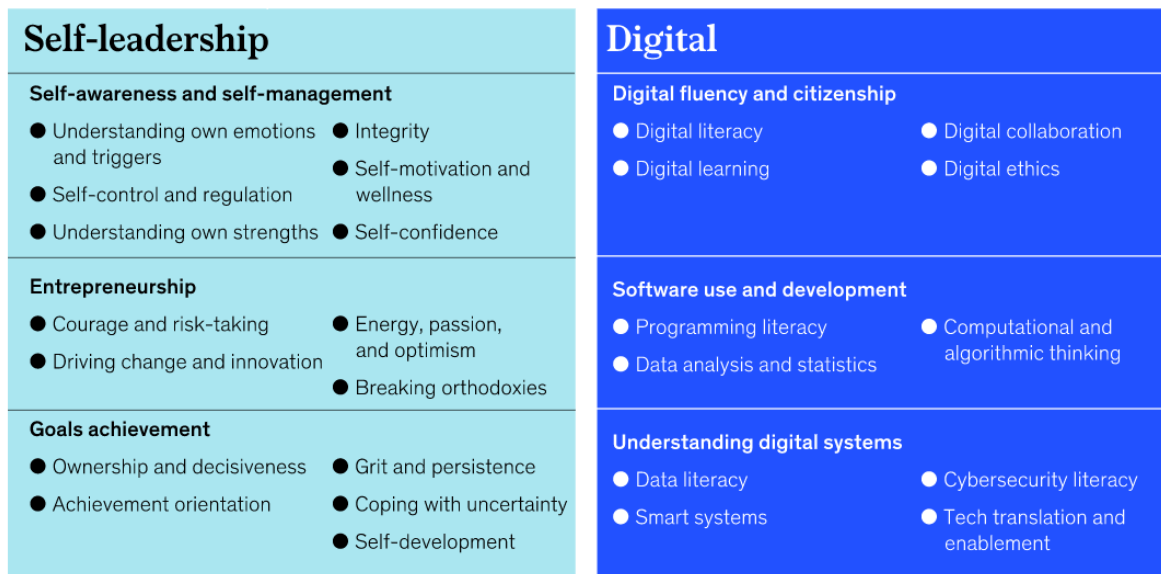 Self-leadership
Self-awareness and self-management
Understanding own emotions
and triggers
Self-control and regulation
Understanding own strengths
Integrity
Self-motivation and
wellness
Self-confidence
Entrepreneurship
Courage and risk-taking
Driving change and innovation
Energy, passion,
and optimism
Breaking orthodoxies
Goals achievement
Ownership and decisiveness
Achievement orientation
Grit and persistence
Coping with uncertainty
Self-development
Digital
Digital fluency and citizenship
Digital literacy
Digital learning
Digital collaboration
Digital ethics
Software use and development
Programming literacy
Data analysis and statistics
Computational and
algorithmic thinking
Understanding digital systems
Data literacy
Smart systems
Cybersecurity literacy
Tech translation and
enablement